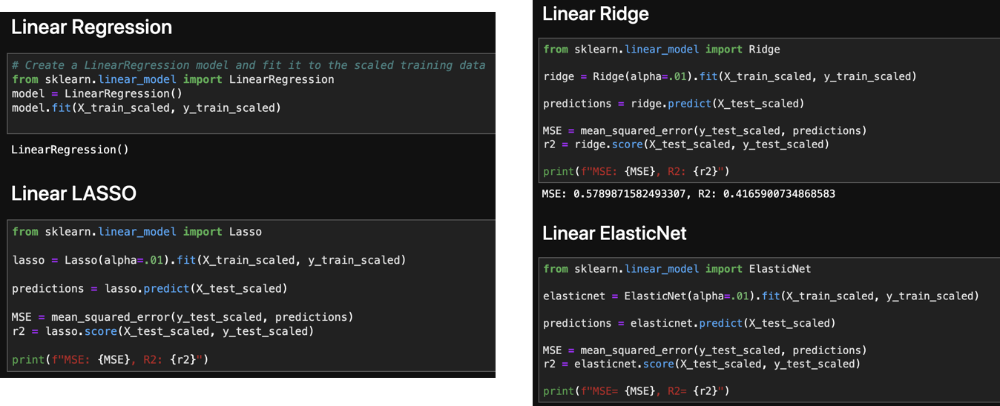 Linear Regression
# Create a LinearRegression model and fit it to the scaled training data
from sklearn.linear_model import LinearRegression
model = LinearRegression()
model.fit(X_train_scaled, y_train_scaled)
LinearRegression()
Linear LASSO
from sklearn.linear_model import Lasso
lasso = Lasso(alpha=.01).fit(X_train_scaled, y_train_scaled)
predictions = lasso.predict(X_test_scaled)
MSE = mean_squared_error(y_test_scaled, predictions)
r2 = lasso.score(X_test_scaled, y_test_scaled)
print(f"MSE: {MSE}, R2: {r2}")
Linear Ridge
from sklearn.linear_model import Ridge
ridge = Ridge(alpha=.01).fit(X_train_scaled, y_train_scaled)
predictions = ridge.predict(X_test_scaled)
MSE = mean_squared_error(y_test_scaled, predictions)
r2 = ridge.score(X_test_scaled, y_test_scaled)
print(f"MSE: {MSE}, R2: {r2}")
MSE: 0.5789871582493307, R2: 0.4165900734868583
Linear ElasticNet
from sklearn.linear_model import ElasticNet
elasticnet = ElasticNet(alpha=.01).fit(X_train_scaled, y_train_scaled)
predictions = elasticnet.predict(X_test_scaled)
MSE = mean_squared_error(y_test_scaled, predictions)
r2 = elasticnet.score(X_test_scaled, y_test_scaled)
print(f"MSE= {MSE}, R2= {r2}")